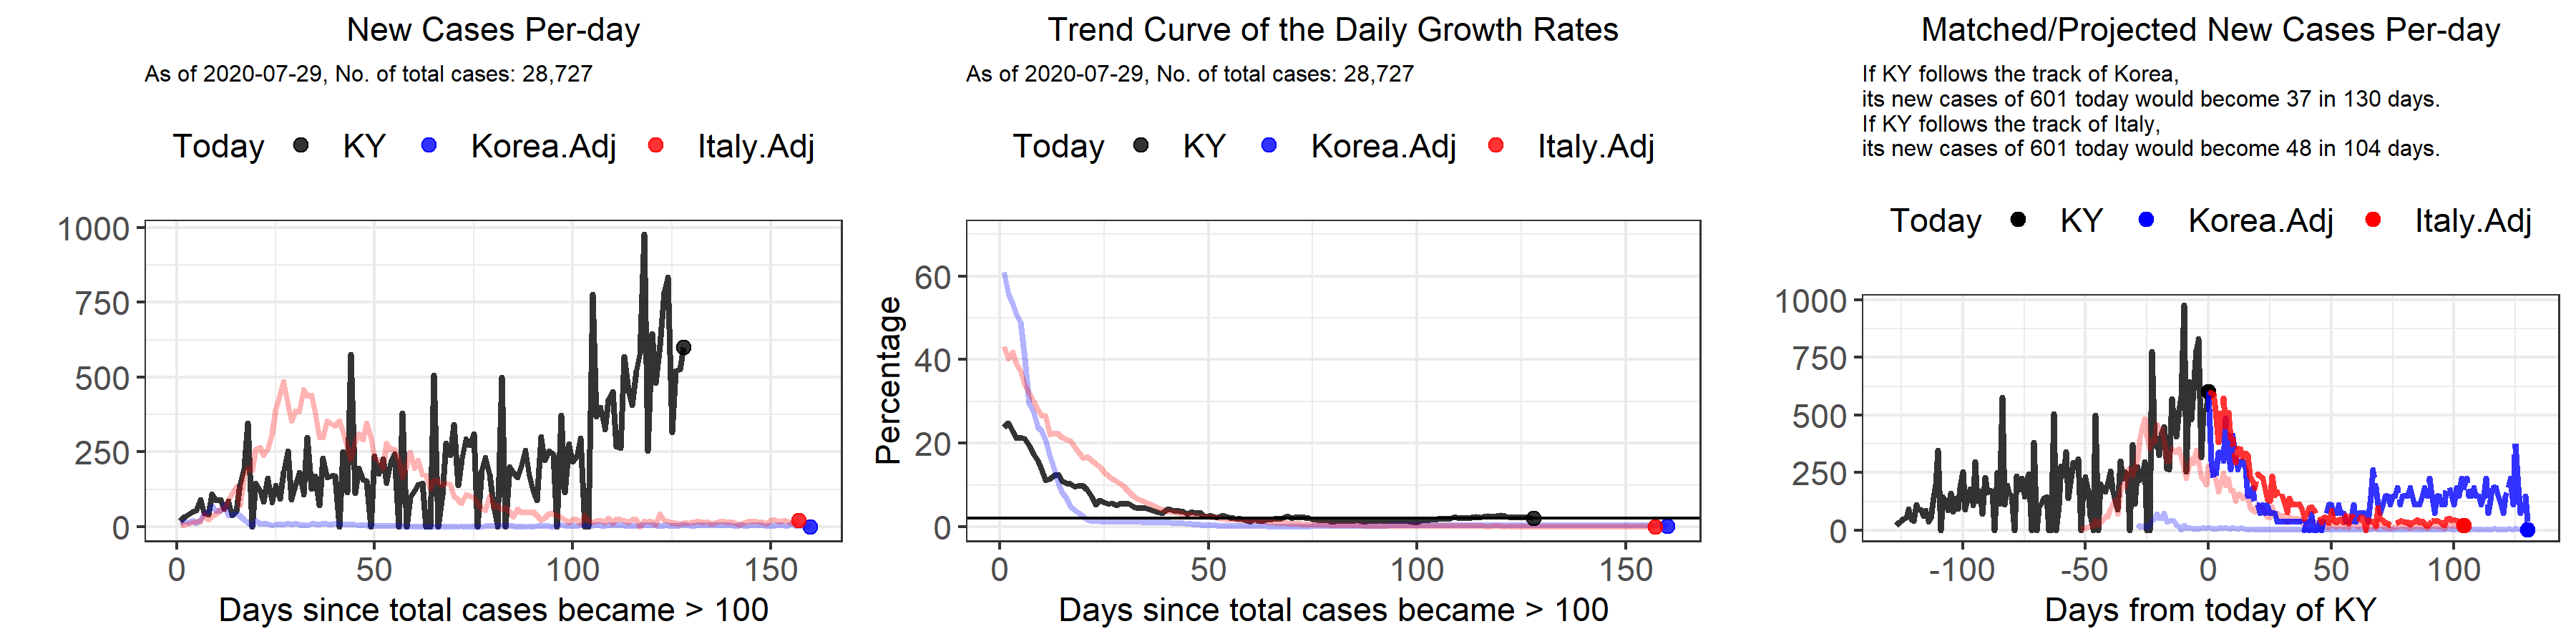 New Cases Per-day
As of 2020-07-29, No. of total cases: 28,727
Today KY Korea.Adj Italy.Adj
1000
750
500
250
0
0 50 100 150
Days since total cases became > 100
Trend Curve of the Daily Growth Rates
As of 2020-07-29, No. of total cases: 28,727
Today KY Korea.Adj Italy.Adj
Percentage
60
40
20
0
0 50 100 150
Days since total cases became > 100
Matched/Projected New Cases Per-day
If KY follows the track of Korea,
its new cases of 601 today would become 37 in 130 days.
If KY follows the track of Italy,
its new cases of 601 today would become 48 in 104 days.
Today KY Korea.Adj Italy.Adj
1000
750
500
250
0
-100 -50 0 50 100
Days from today of KY